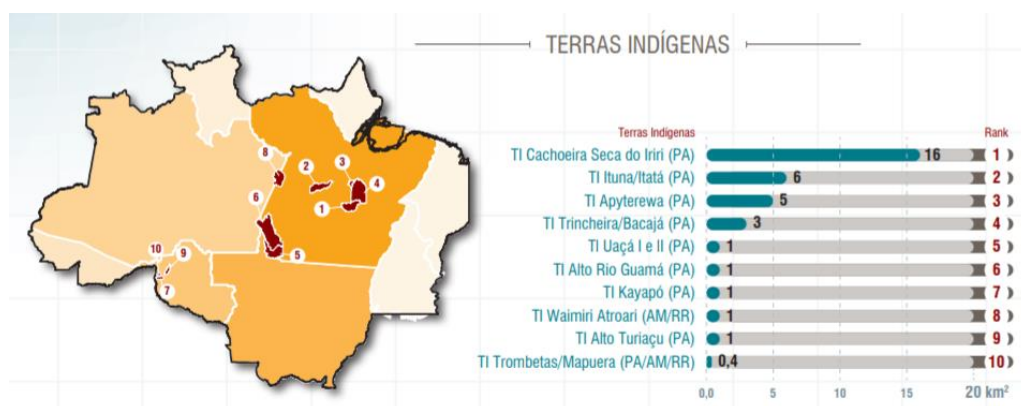 TERRAS INDÍGENAS
Terras Indígenas Rank
TI Cachoeira Seca do Iriri (PA) 16 1
TI Ituna/Itatá (PA) 6 2
TI Apyterewa (PA) 5 3
TI Trincheira/Bacajá (PA) 3 4
TI Uaçá I e II (PA) 1 5
TI Alto Rio Guamá (PA) 1 6
TI Kayapó (PA) 1 7
TI Waimiri Atroari (AM/RR) 1 8
TI Alto Turiaçu (PA) 1 9
TI Trombetas/Mapuera (PA/AM/RR) 0,4 10
0,0 5 10 15 20 km²
8
2
3
4
6
1
10
9
5
7